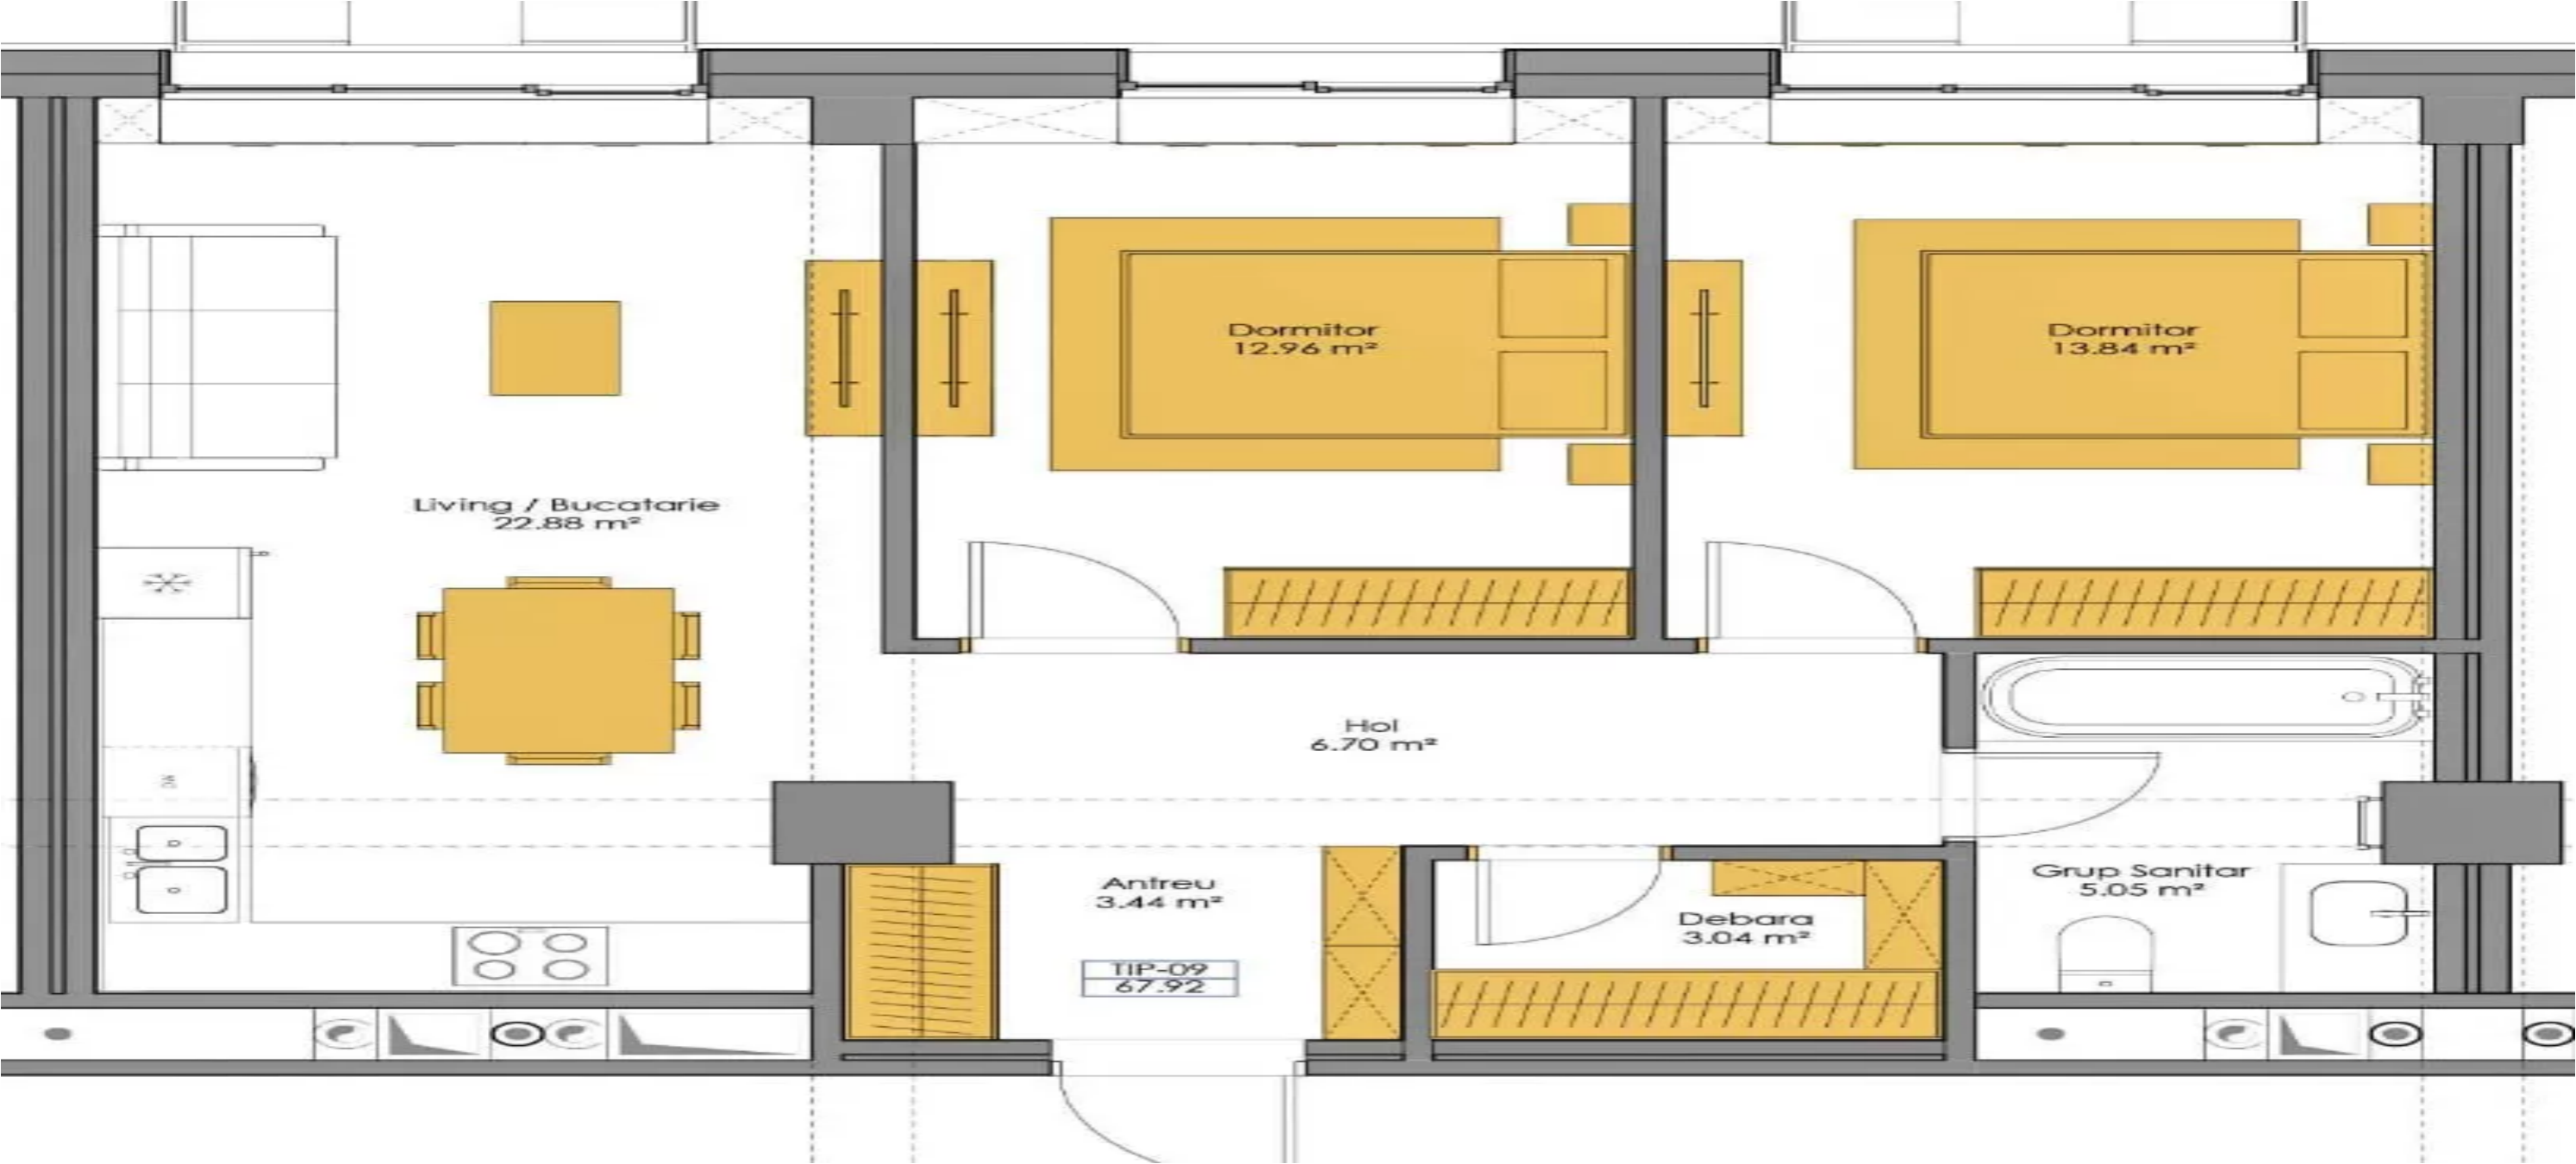 Dormitor
12.96 m²
Dormitor
13.84 m²
Living / Bucatarie
22.88 m²
Hol
6.70 m²
Antreu
3.44 m²
Grup Sanitar
5.05 m²
Debara
3.04 m²
TIP-09
67.92